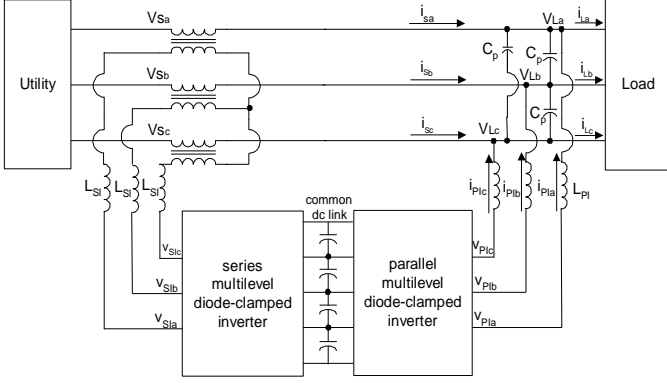 VSa
isa
VLa
iLa
Cp
Cp
Utility
VSb
iSb
VLb
iLb
Load
Cp
VSc
iSc
VLc
iLc
LSI
LSI
LSI
iPIc
iPIb
iPIa
LPI
common
dc link
vSIc
vPIc
series
multilevel
diode-clamped
inverter
parallel
multilevel
diode-clamped
inverter
vSIb
vPIb
vSIa
vPIa